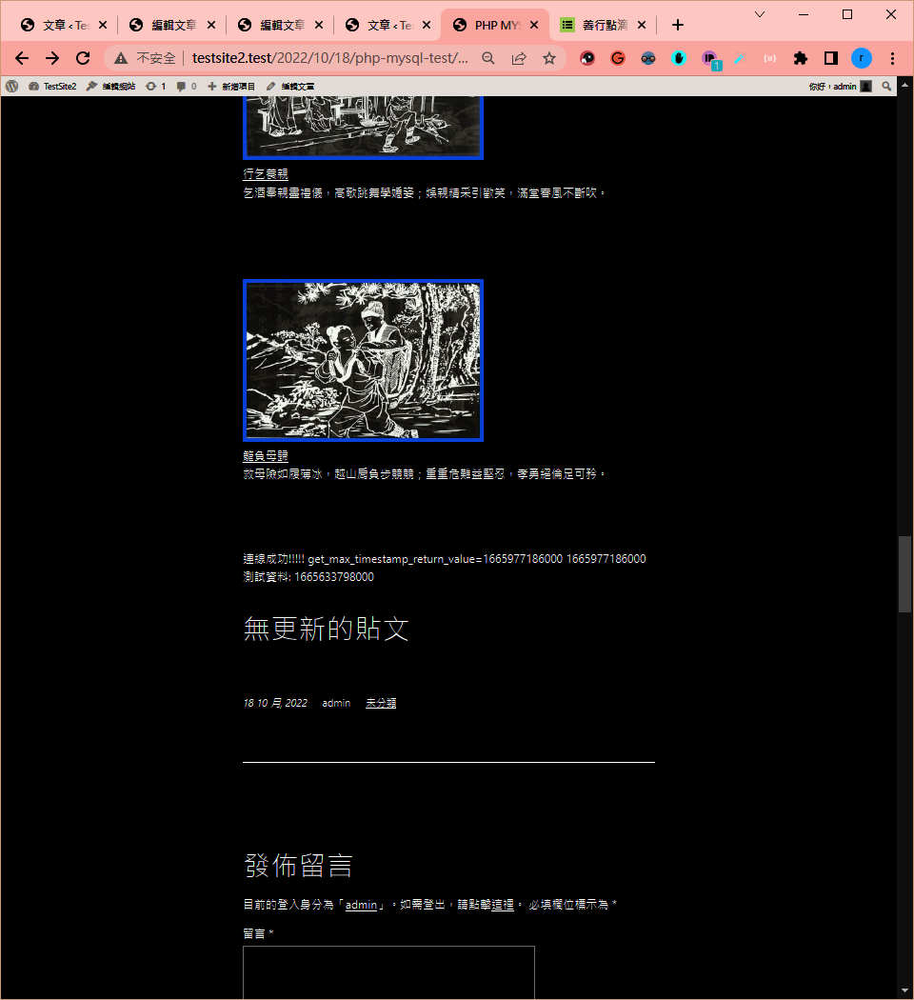 文章 ‹ Tes
編輯文章
編輯文章
文章 ‹ Tes
PHP MYS
善行點滴
不安全
testsite2.test/2022/10/18/php-mysql-test/...
TestSite2
編輯網站
1
0
新增項目
編輯文章
你好，admin
行乞養親
乞酒奉親盡禮儀，高歌跳舞學嬌姿；娛親精采引歡笑，滿堂春風不斷吹。
籠負母歸
救母險如履薄冰，越山肩負步兢兢；重重危難益堅忍，孝勇絕倫足可矜。
連線成功!!!!! get_max_timestamp_return_value=1665977186000 1665977186000
測試資料: 1665633798000
無更新的貼文
18 10 月, 2022 admin 未分類
發佈留言
目前的登入身分為「admin」。如需登出，請點擊這裡。 必填欄位標示為 *
留言 *